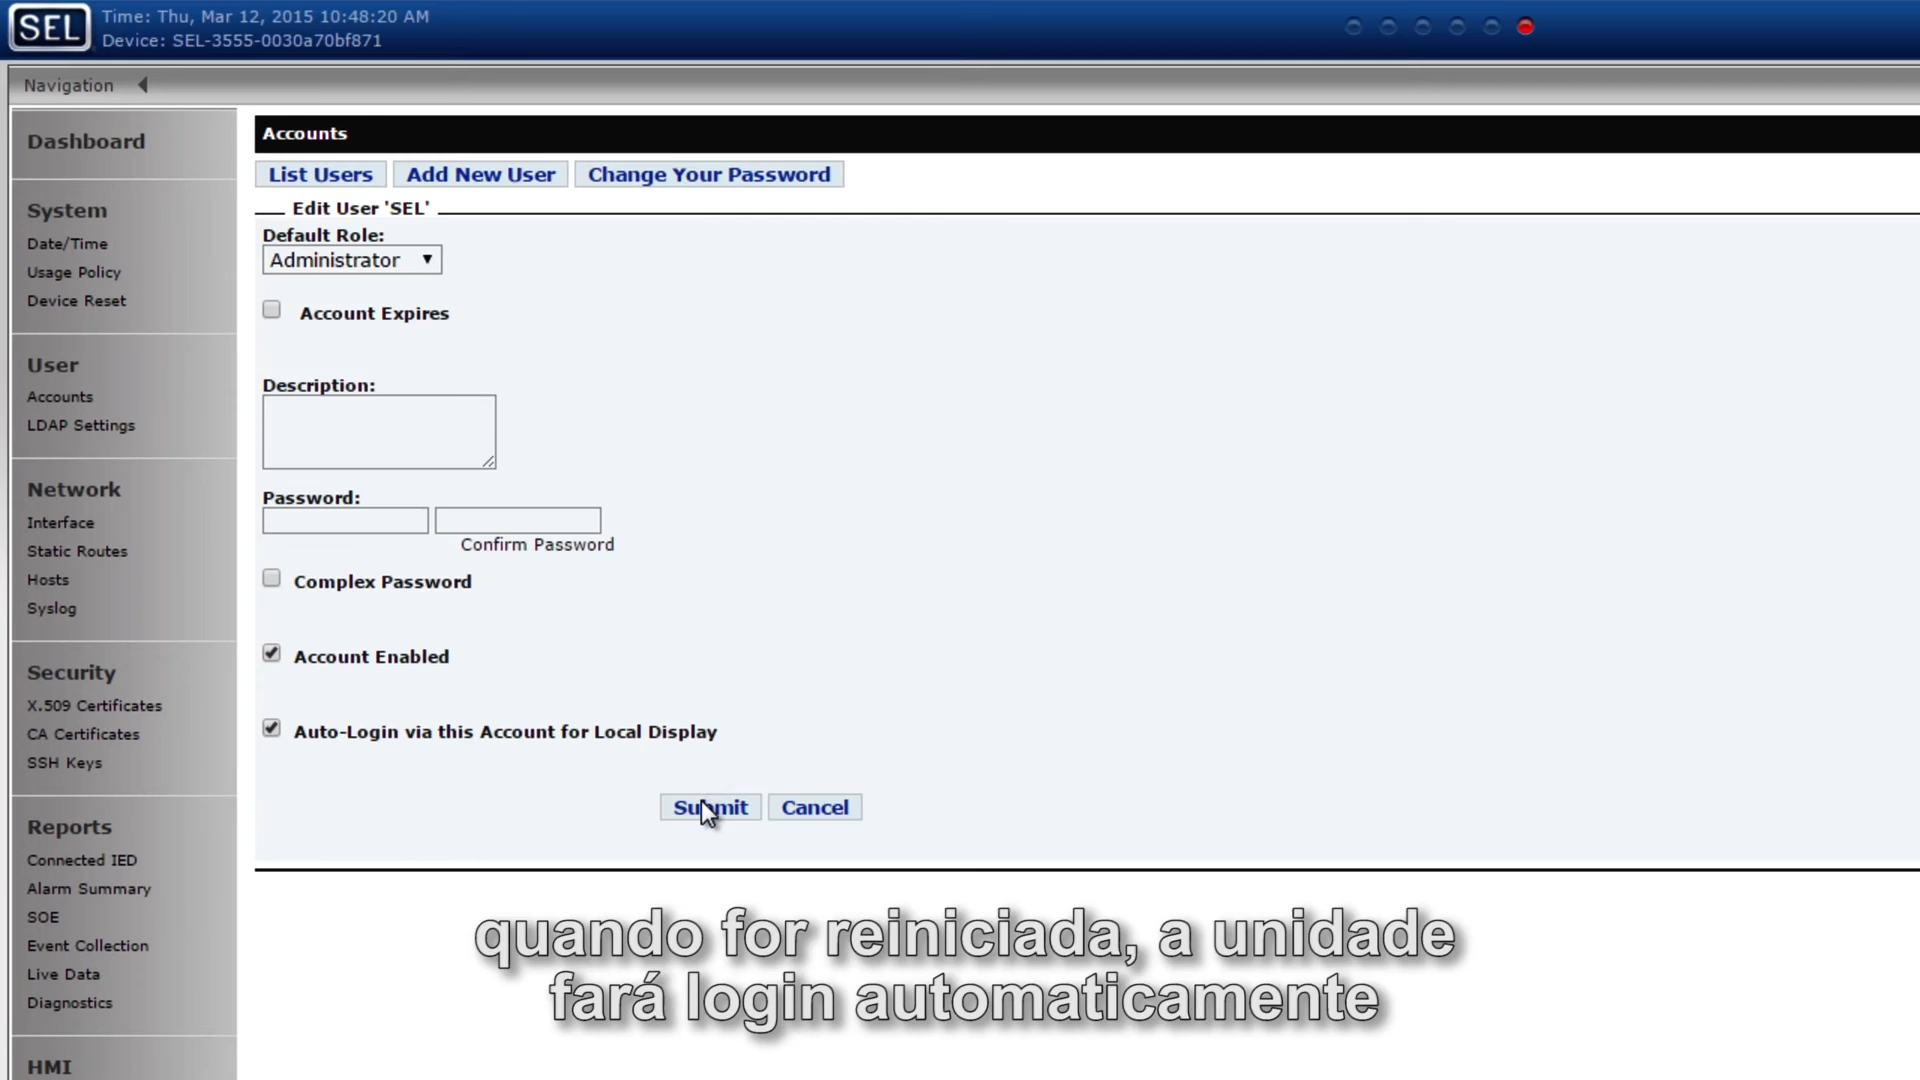 SEL
Time: Thu, Mar 12, 2015 10:48:20 AM
Device: SEL-3555-0030a70bf871
Navigation
Dashboard
System
Date/Time
Usage Policy
Device Reset
User
Accounts
LDAP Settings
Network
Interface
Static Routes
Hosts
Syslog
Security
X.509 Certificates
CA Certificates
SSH Keys
Reports
Connected IED
Alarm Summary
SOE
Event Collection
Live Data
Diagnostics
HMI
Accounts
List Users Add New User Change Your Password
Edit User 'SEL'
Default Role:
Administrator
Account Expires
Description:
Password:
Confirm Password
Complex Password
Account Enabled
Auto-Login via this Account for Local Display
Submit Cancel
quando for reiniciada, a unidade
fará login automaticamente